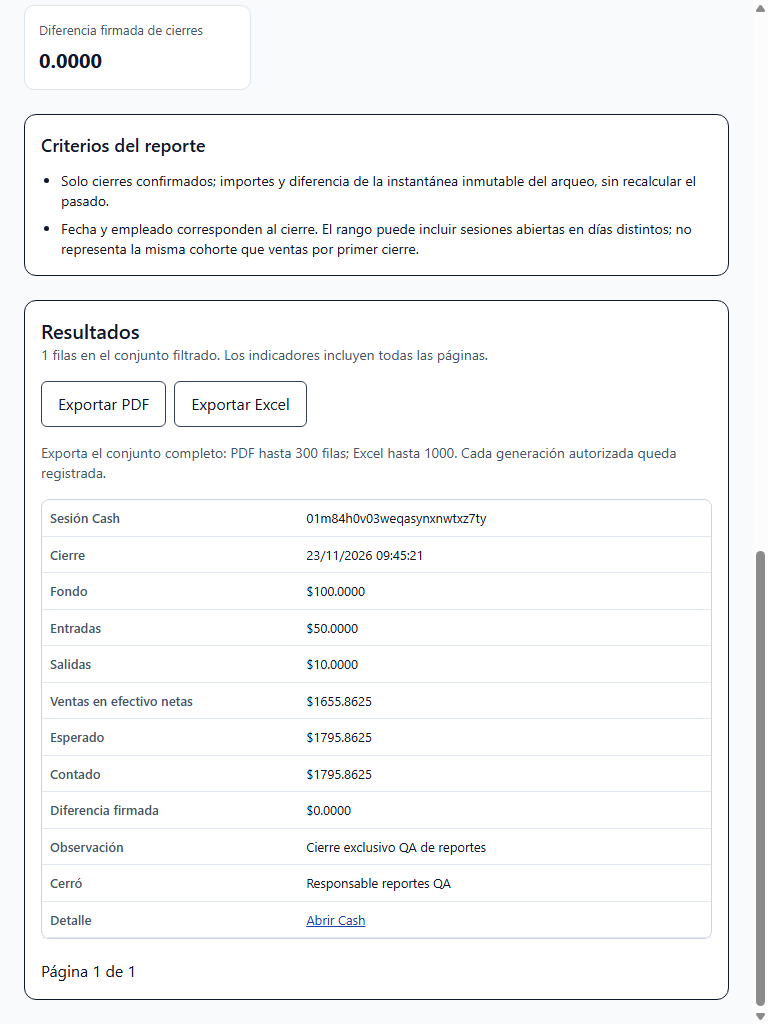 Diferencia firmada de cierres
0.0000
Criterios del reporte
Solo cierres confirmados; importes y diferencia de la instantánea inmutable del arqueo, sin recalcular el
pasado.
Fecha y empleado corresponden al cierre. El rango puede incluir sesiones abiertas en días distintos; no
representa la misma cohorte que ventas por primer cierre.
Resultados
1 filas en el conjunto filtrado. Los indicadores incluyen todas las páginas.
Exportar PDF Exportar Excel
Exporta el conjunto completo: PDF hasta 300 filas; Excel hasta 1000. Cada generación autorizada queda
registrada.
Sesión Cash 01m84h0v03weqasynxnwtxz7ty
Cierre 23/11/2026 09:45:21
Fondo $100.0000
Entradas $50.0000
Salidas $10.0000
Ventas en efectivo netas $1655.8625
Esperado $1795.8625
Contado $1795.8625
Diferencia firmada $0.0000
Observación Cierre exclusivo QA de reportes
Cerró Responsable reportes QA
Detalle Abrir Cash
Página 1 de 1